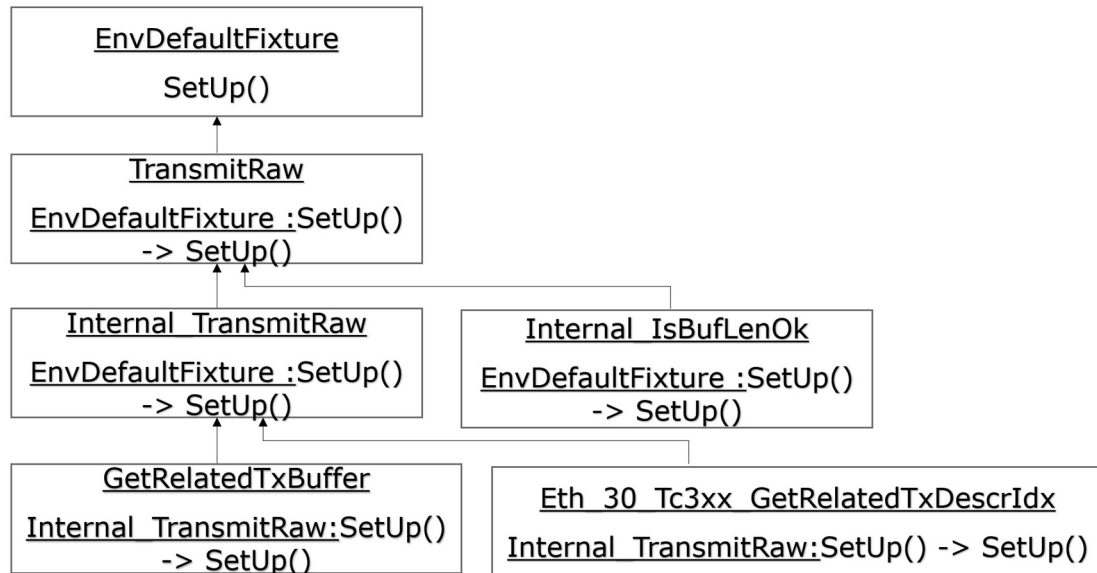 EnvDefaultFixture
SetUp()
TransmitRaw
EnvDefaultFixture :SetUp()
-> SetUp()
Internal_TransmitRaw
EnvDefaultFixture :SetUp()
-> SetUp()
Internal_IsBufLenOk
EnvDefaultFixture :SetUp()
-> SetUp()
GetRelatedTxBuffer
Internal_TransmitRaw:SetUp()
-> SetUp()
Eth_30_Tc3xx_GetRelatedTxDescrIdx
Internal_TransmitRaw:SetUp() -> SetUp()